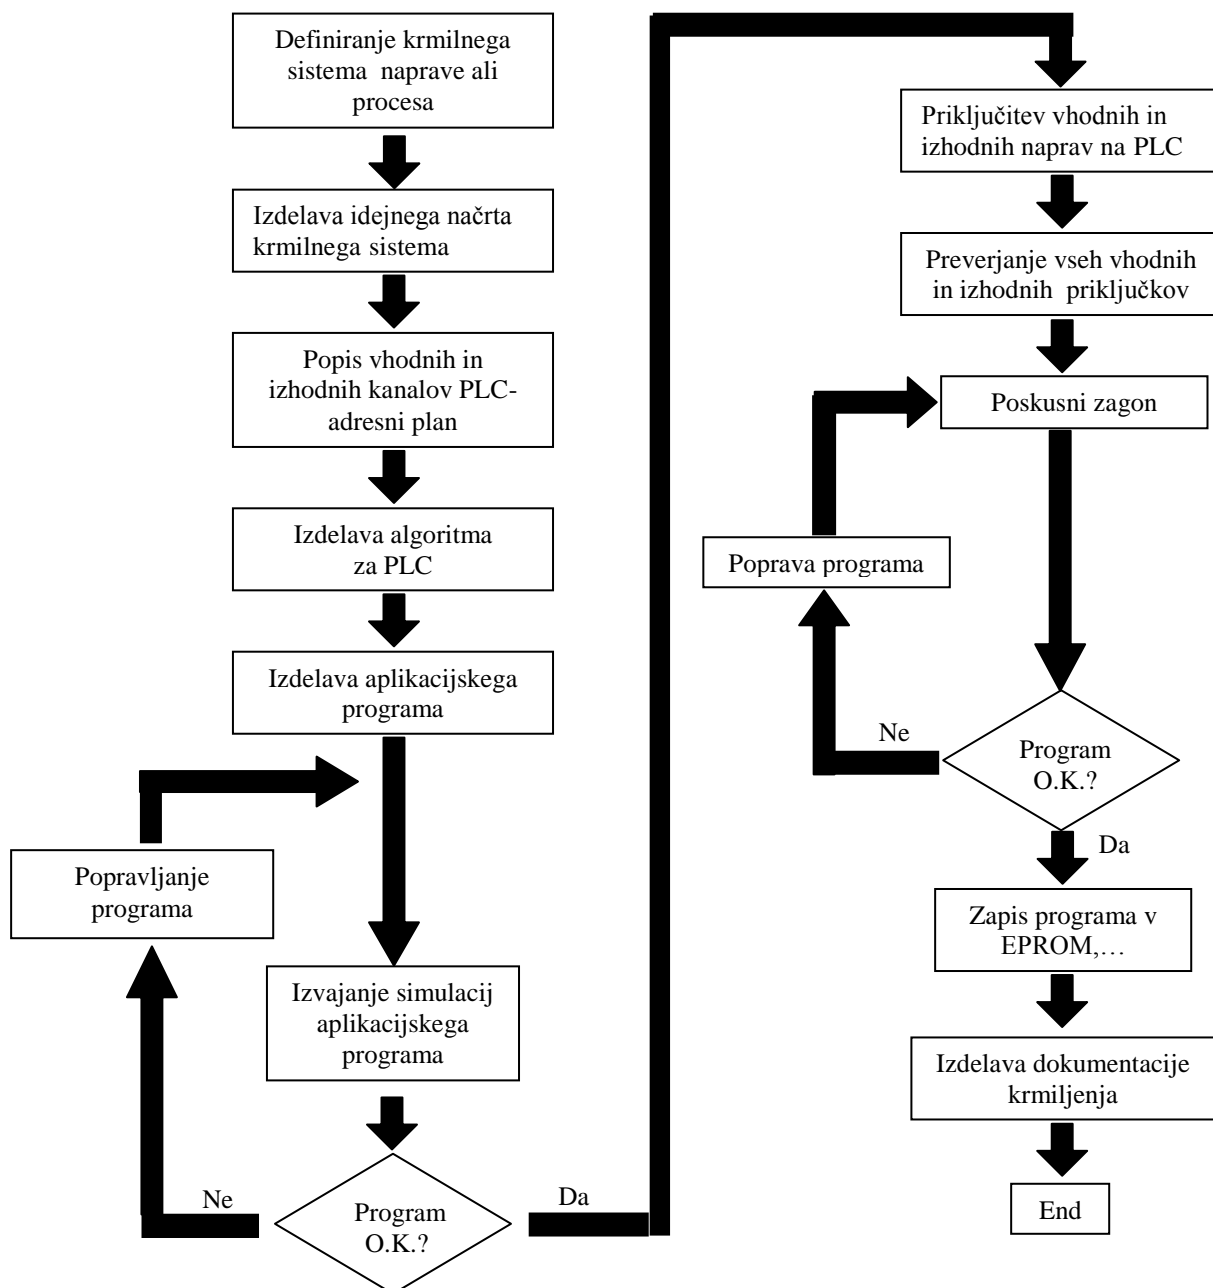 Definiranje krmilnega
sistema naprave ali
procesa
Izdelava idejnega načrta
krmilnega sistema
Popis vhodnih in
izhodnih kanalov PLC-
adresni plan
Izdelava algoritma
za PLC
Izdelava aplikacijskega
programa
Popravljanje
programa
Izvajanje simulacij
aplikacijskega
programa
Ne
Da
Program
O.K.?
Priključitev vhodnih in
izhodnih naprav na PLC
Preverjanje vseh vhodnih
in izhodnih priključkov
Poskusni zagon
Poprava programa
Ne
Program
O.K.?
Da
Zapis programa v
EPROM,…
Izdelava dokumentacije
krmiljenja
End